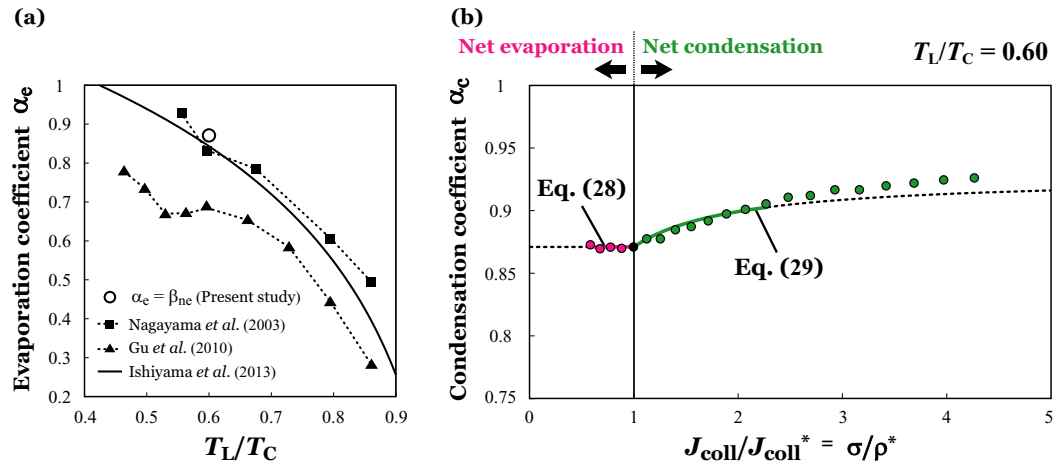 (a)
Evaporation coefficient αe
1
0.9
0.8
0.7
0.6
0.5
0.4
0.3
0.2
αe = βne (Present study)
Nagayama et al. (2003)
Gu et al. (2010)
Ishiyama et al. (2013)
0.4 0.5 0.6 0.7 0.8 0.9
TL/TC
(b)
Net evaporation Net condensation
TL/TC = 0.60
Condensation coefficient αc
1
0.95
0.9
0.85
0.8
0.75
Eq. (28)
Eq. (29)
0 1 2 3 4 5
Jcoll/Jcoll* = σ/ρ*